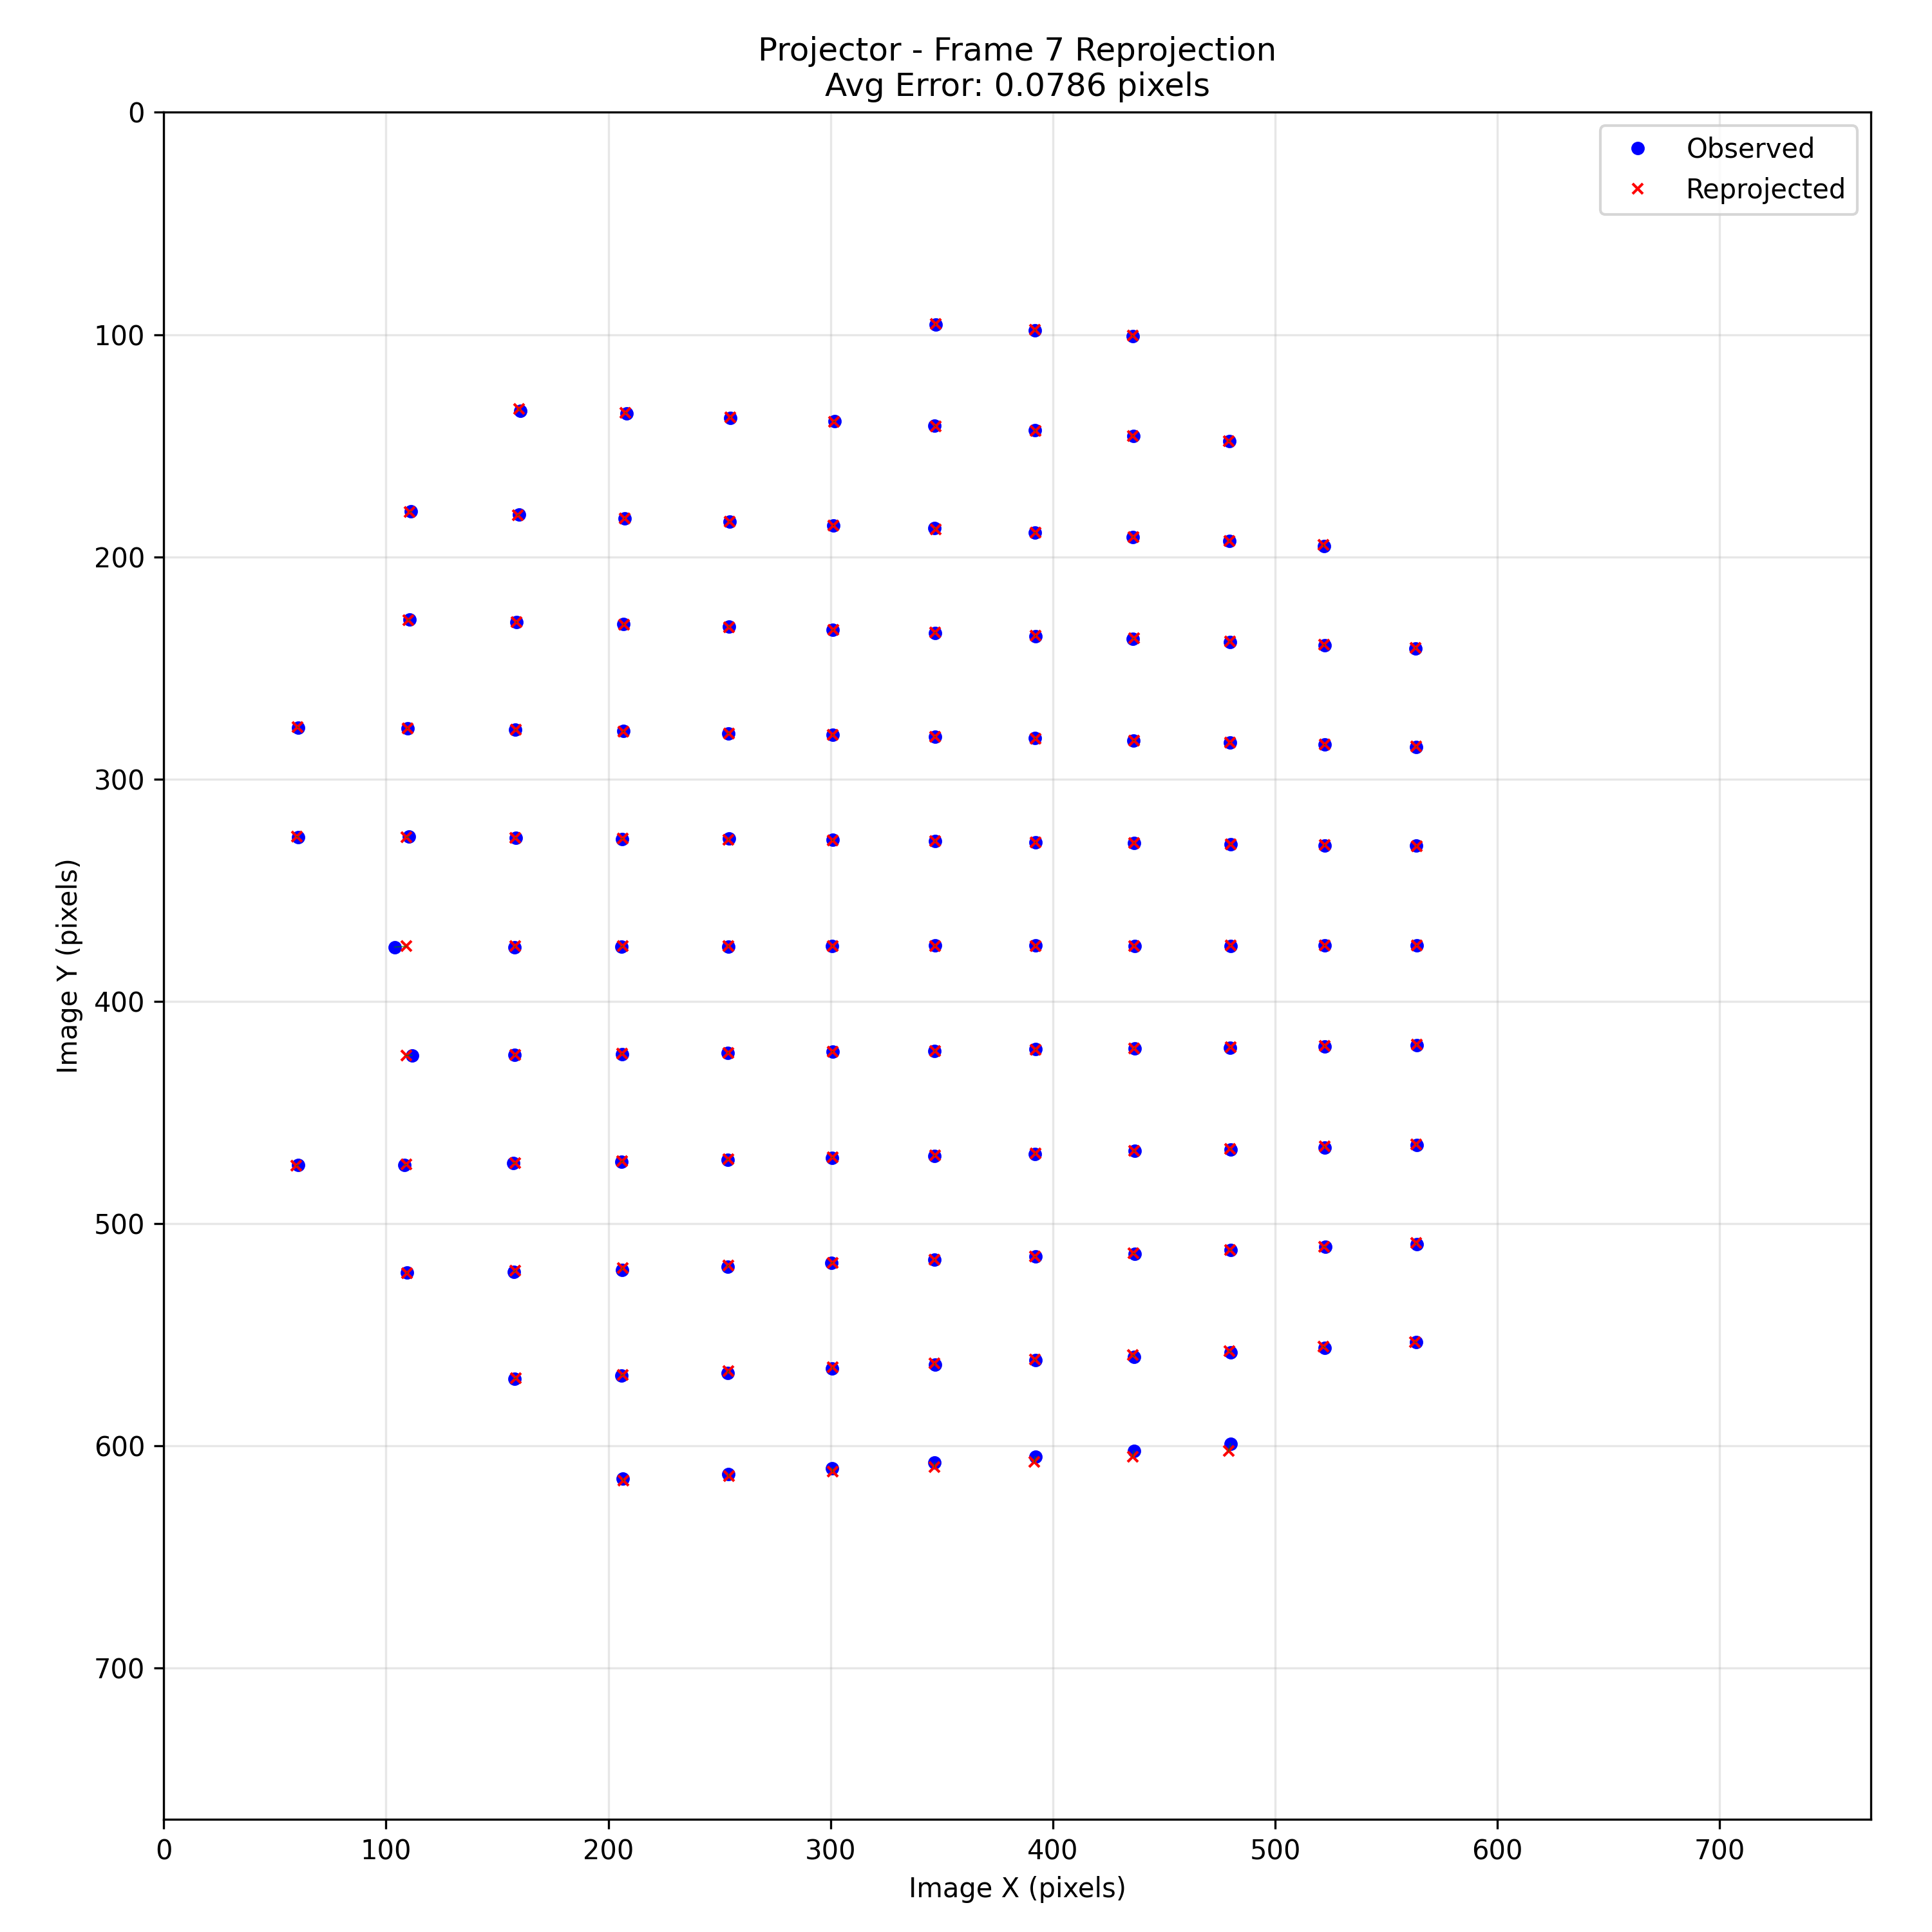 Projector - Frame 7 Reprojection
Avg Error: 0.0786 pixels
Observed
Reprojected
Image Y (pixels)
0
100
200
300
400
500
600
700
0 100 200 300 400 500 600 700
Image X (pixels)